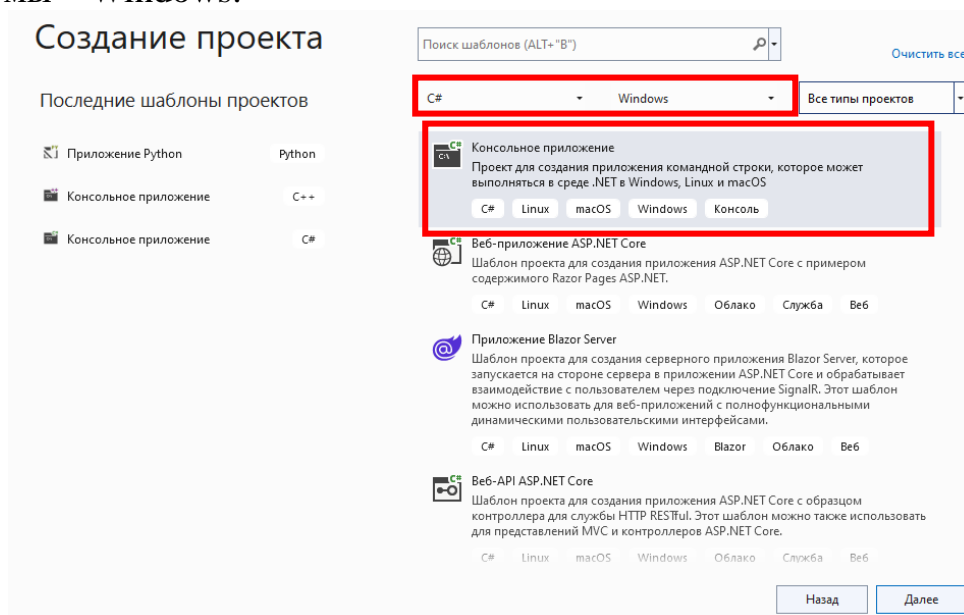 мы – Windows.
Создание проекта
Последние шаблоны проектов
Приложение Python Python
Консольное приложение C++
Консольное приложение C#
Поиск шаблонов (ALT+"B")
Очистить все
C# Windows Все типы проектов
Консольное приложение
Проект для создания приложения командной строки, которое может
выполняться в среде .NET в Windows, Linux и macOS
C# Linux macOS Windows Консоль
Веб-приложение ASP.NET Core
Шаблон проекта для создания приложения ASP.NET Core с примером
содержимого Razor Pages ASP.NET.
C# Linux macOS Windows Облако Служба Веб
Приложение Blazor Server
Шаблон проекта для создания серверного приложения Blazor Server, которое
запускается на стороне сервера в приложении ASP.NET Core и обрабатывает
взаимодействие с пользователем через подключение SignalR. Этот шаблон
можно использовать для веб-приложений с полнофункциональными
динамическими пользовательскими интерфейсами.
C# Linux macOS Windows Blazor Облако Веб
Веб-API ASP.NET Core
Шаблон проекта для создания приложения ASP.NET Core с образцом
контроллера для службы HTTP RESTful. Этот шаблон можно также использовать
для представлений MVC и контроллеров ASP.NET Core.
C# Linux macOS Windows Облако Служба Веб
Назад Далее